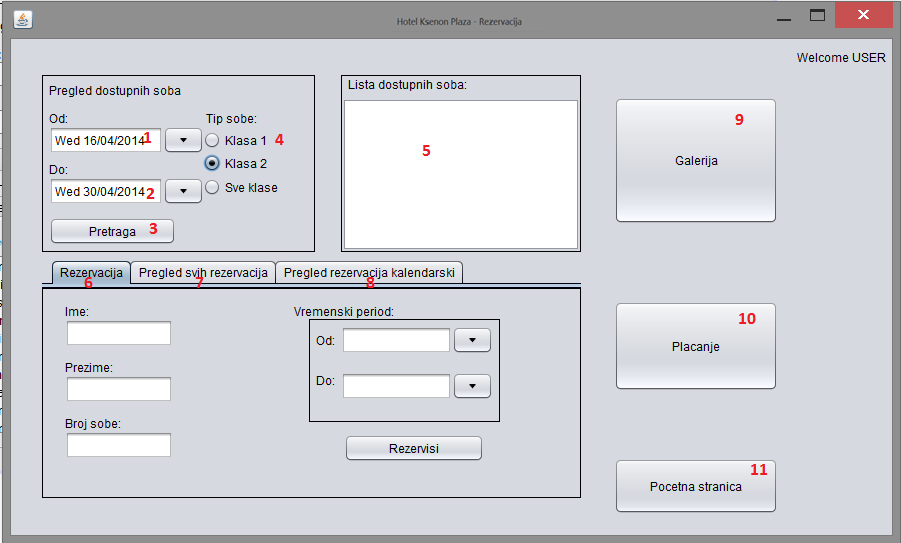 Hotel Ksenon Plaza - Rezervacija
Welcome USER
Pregled dostupnih soba
Od:
Wed 16/04/2014 1
Do:
Wed 30/04/2014 2
Pretraga 3
Tip sobe:
Klasa 1 4
Klasa 2
Sve klase
Lista dostupnih soba:
5
Galerija 9
Rezervacija 6
Pregled svih rezervacija 7
Pregled rezervacija kalendarski 8
Ime:
Prezime:
Broj sobe:
Vremenski period:
Od:
Do:
Rezervisi
Placanje 10
Pocetna stranica 11